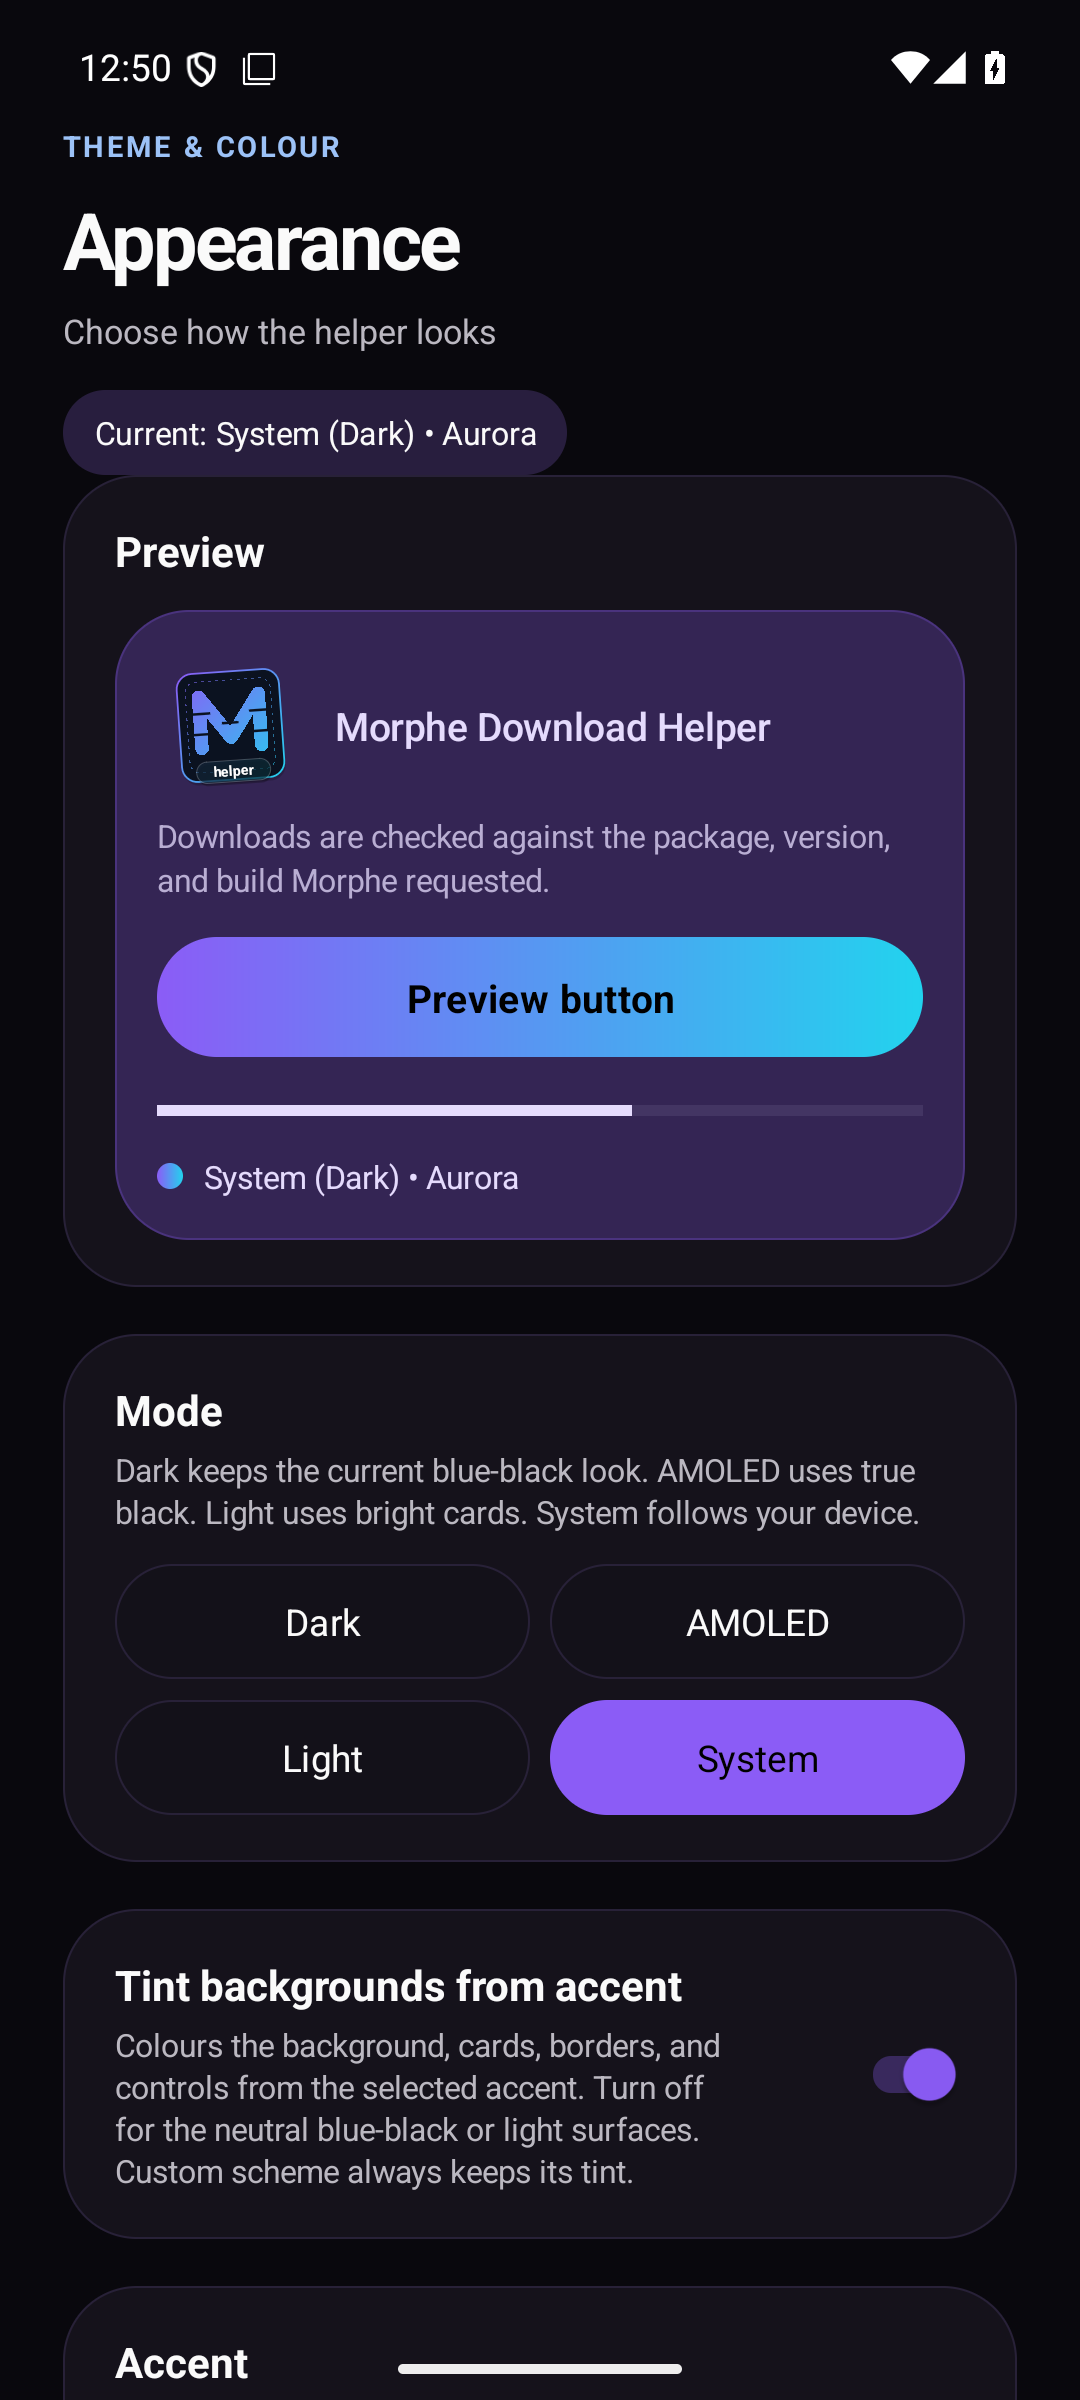 12:50
THEME & COLOUR
Appearance
Choose how the helper looks
Current: System (Dark) • Aurora
Preview
helper
Morphe Download Helper
Downloads are checked against the package, version,
and build Morphe requested.
Preview button
System (Dark) • Aurora
Mode
Dark keeps the current blue-black look. AMOLED uses true
black. Light uses bright cards. System follows your device.
Dark
AMOLED
Light
System
Tint backgrounds from accent
Colours the background, cards, borders, and
controls from the selected accent. Turn off
for the neutral blue-black or light surfaces.
Custom scheme always keeps its tint.
Accent